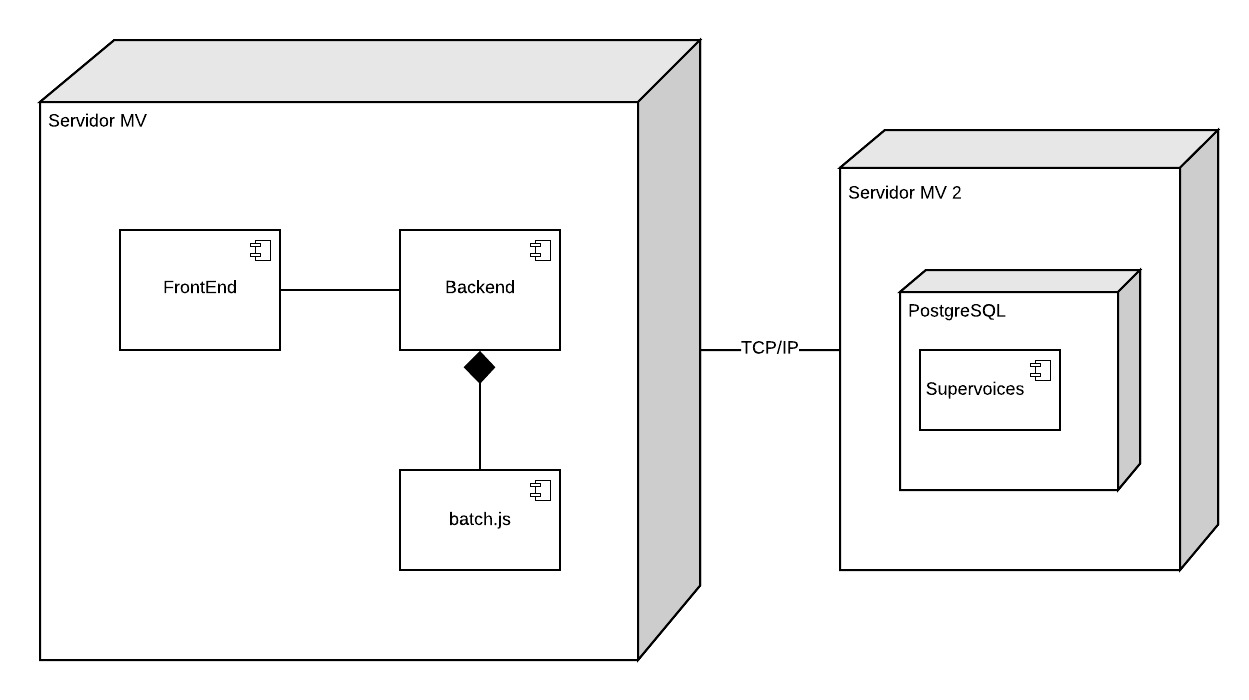 Servidor MV
FrontEnd
Backend
batch.js
TCP/IP
Servidor MV 2
PostgreSQL
Supervoices